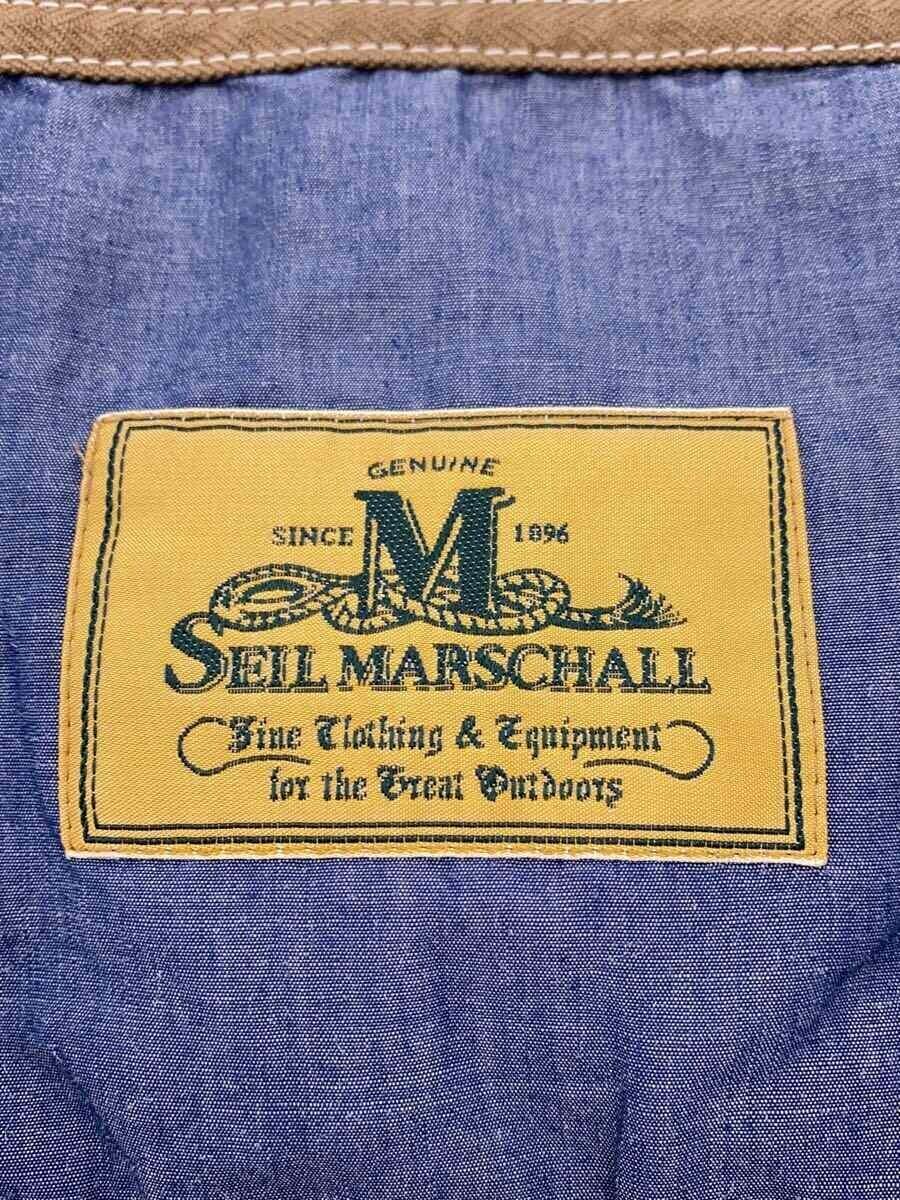 GENUINE
M
SINCE 1896
SEIL MARSCHALL
Fine Clothing & Equipment
for the Great Outdoors